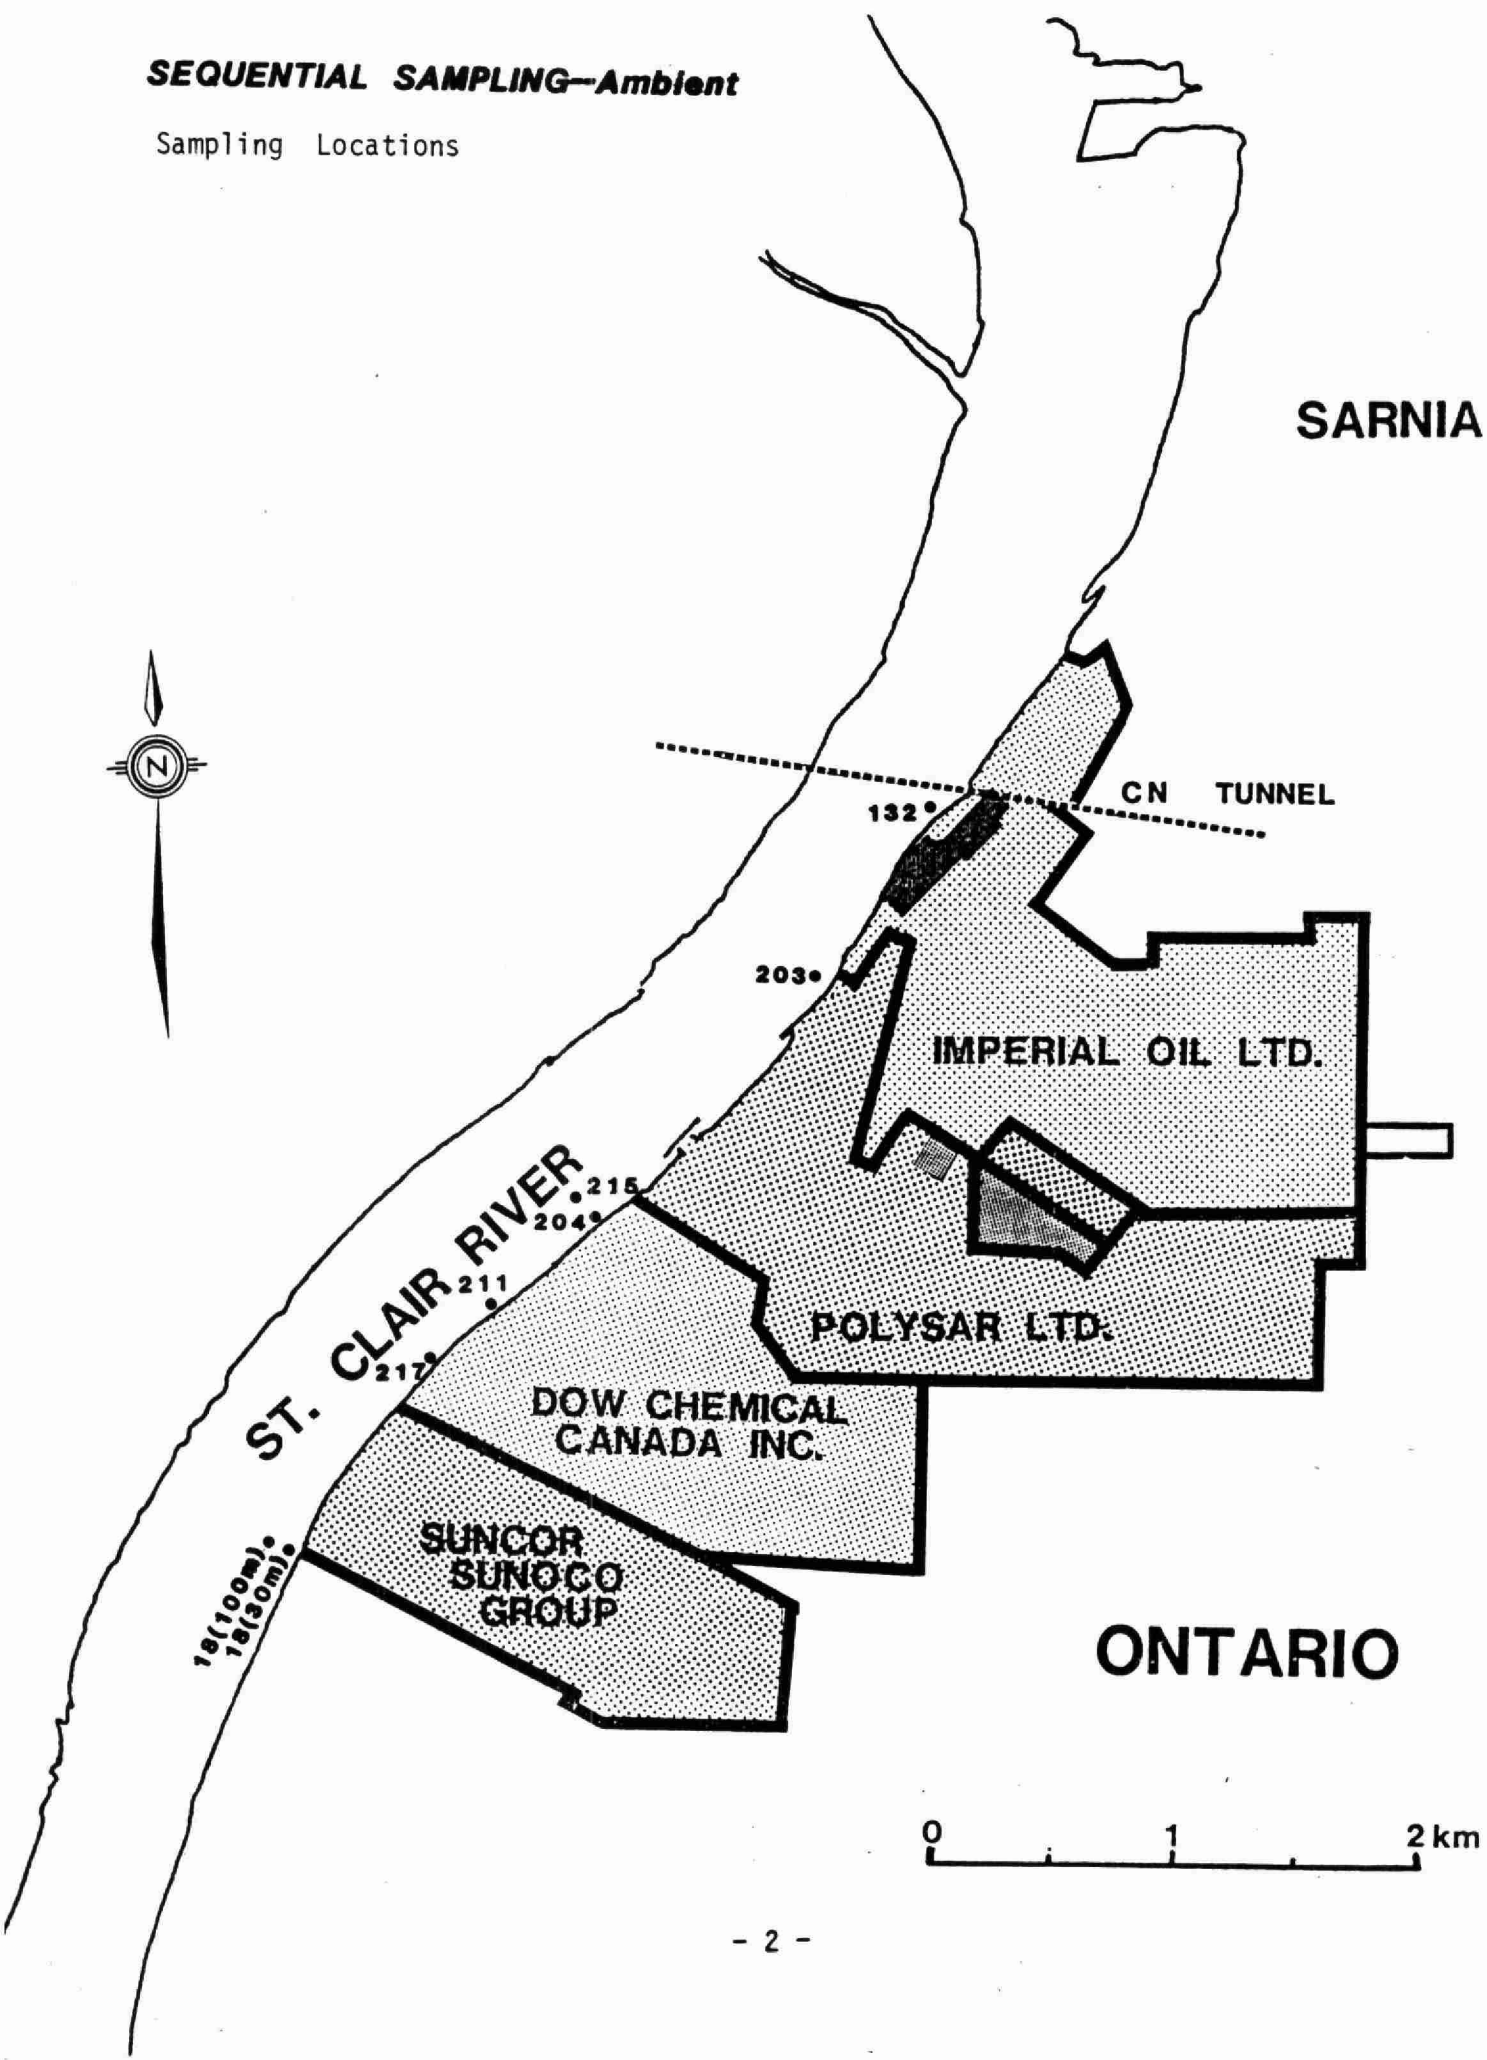 SEQUENTIAL SAMPLING—Ambient
Sampling Locations
SARNIA
N
CN TUNNEL
132
203
IMPERIAL OIL LTD.
215
204
ST. CLAIR RIVER
211
POLYSAR LTD.
217
DOW CHEMICAL
CANADA INC.
SUNCOR
SUNOCO
GROUP
18(100m)
18(30m)
ONTARIO
0 1 2 km
- 2 -